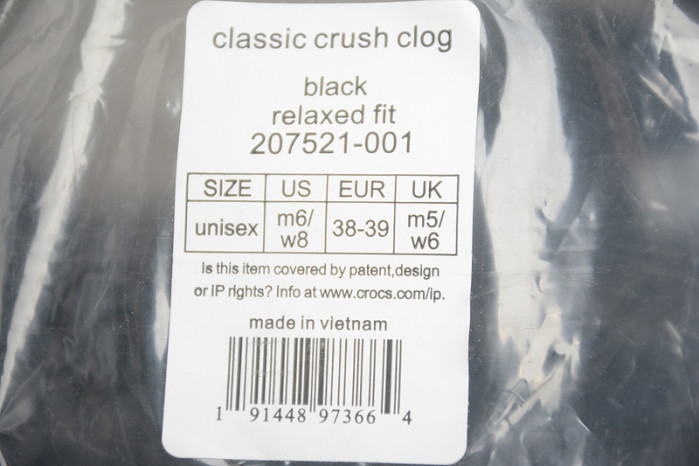 classic crush clog
black
relaxed fit
207521-001
SIZE US EUR UK
unisex m6/ w8 38-39 m5/ w6
Is this item covered by patent,design
or IP rights? Info at www.crocs.com/ip.
made in vietnam
1 91448 97366 4